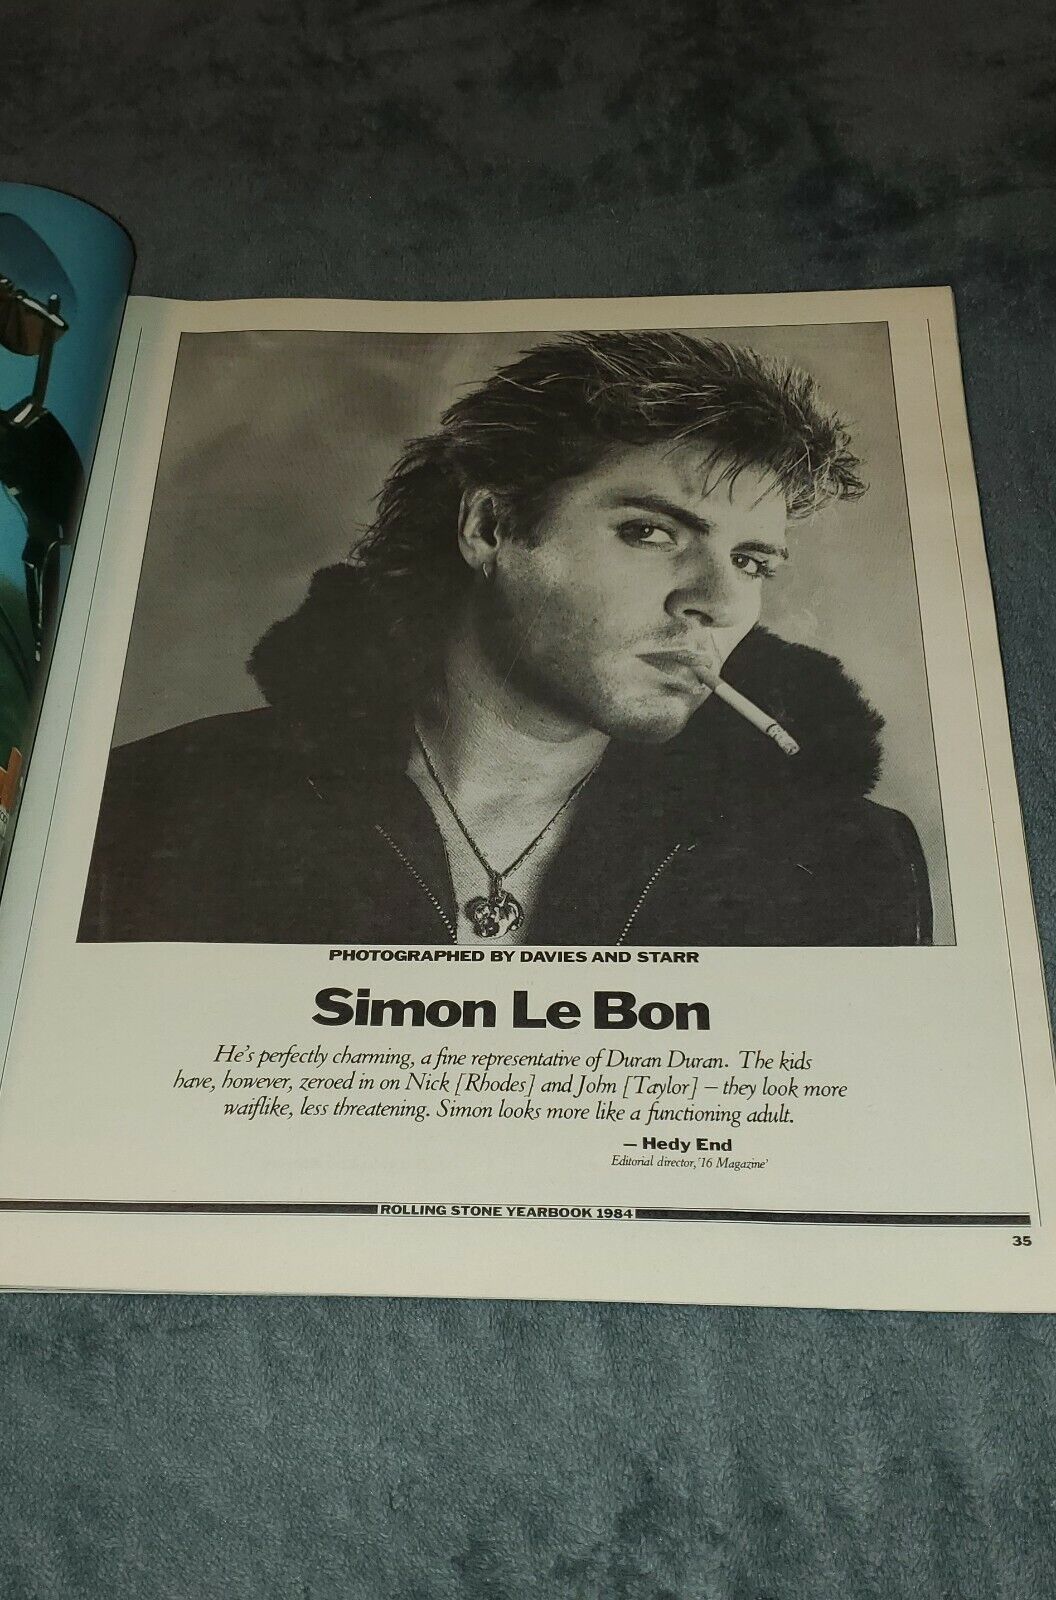 PHOTOGRAPHED BY DAVIES AND STARR
Simon Le Bon
He's perfectly charming, a fine representative of Duran Duran. The kids
have, however, zeroed in on Nick [Rhodes] and John [Taylor] – they look more
waiflike, less threatening. Simon looks more like a functioning adult.
– Hedy End
Editorial director, '16 Magazine'
ROLLING STONE YEARBOOK 1984
35